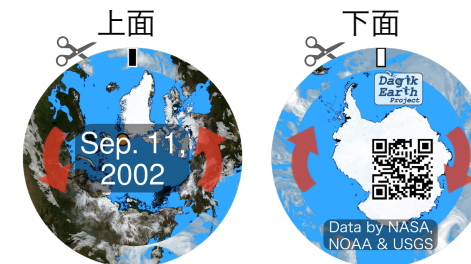 上面
下面
Sep. 11,
2002
Dagik
Earth
Project
Data by NASA,
NOAA & USGS